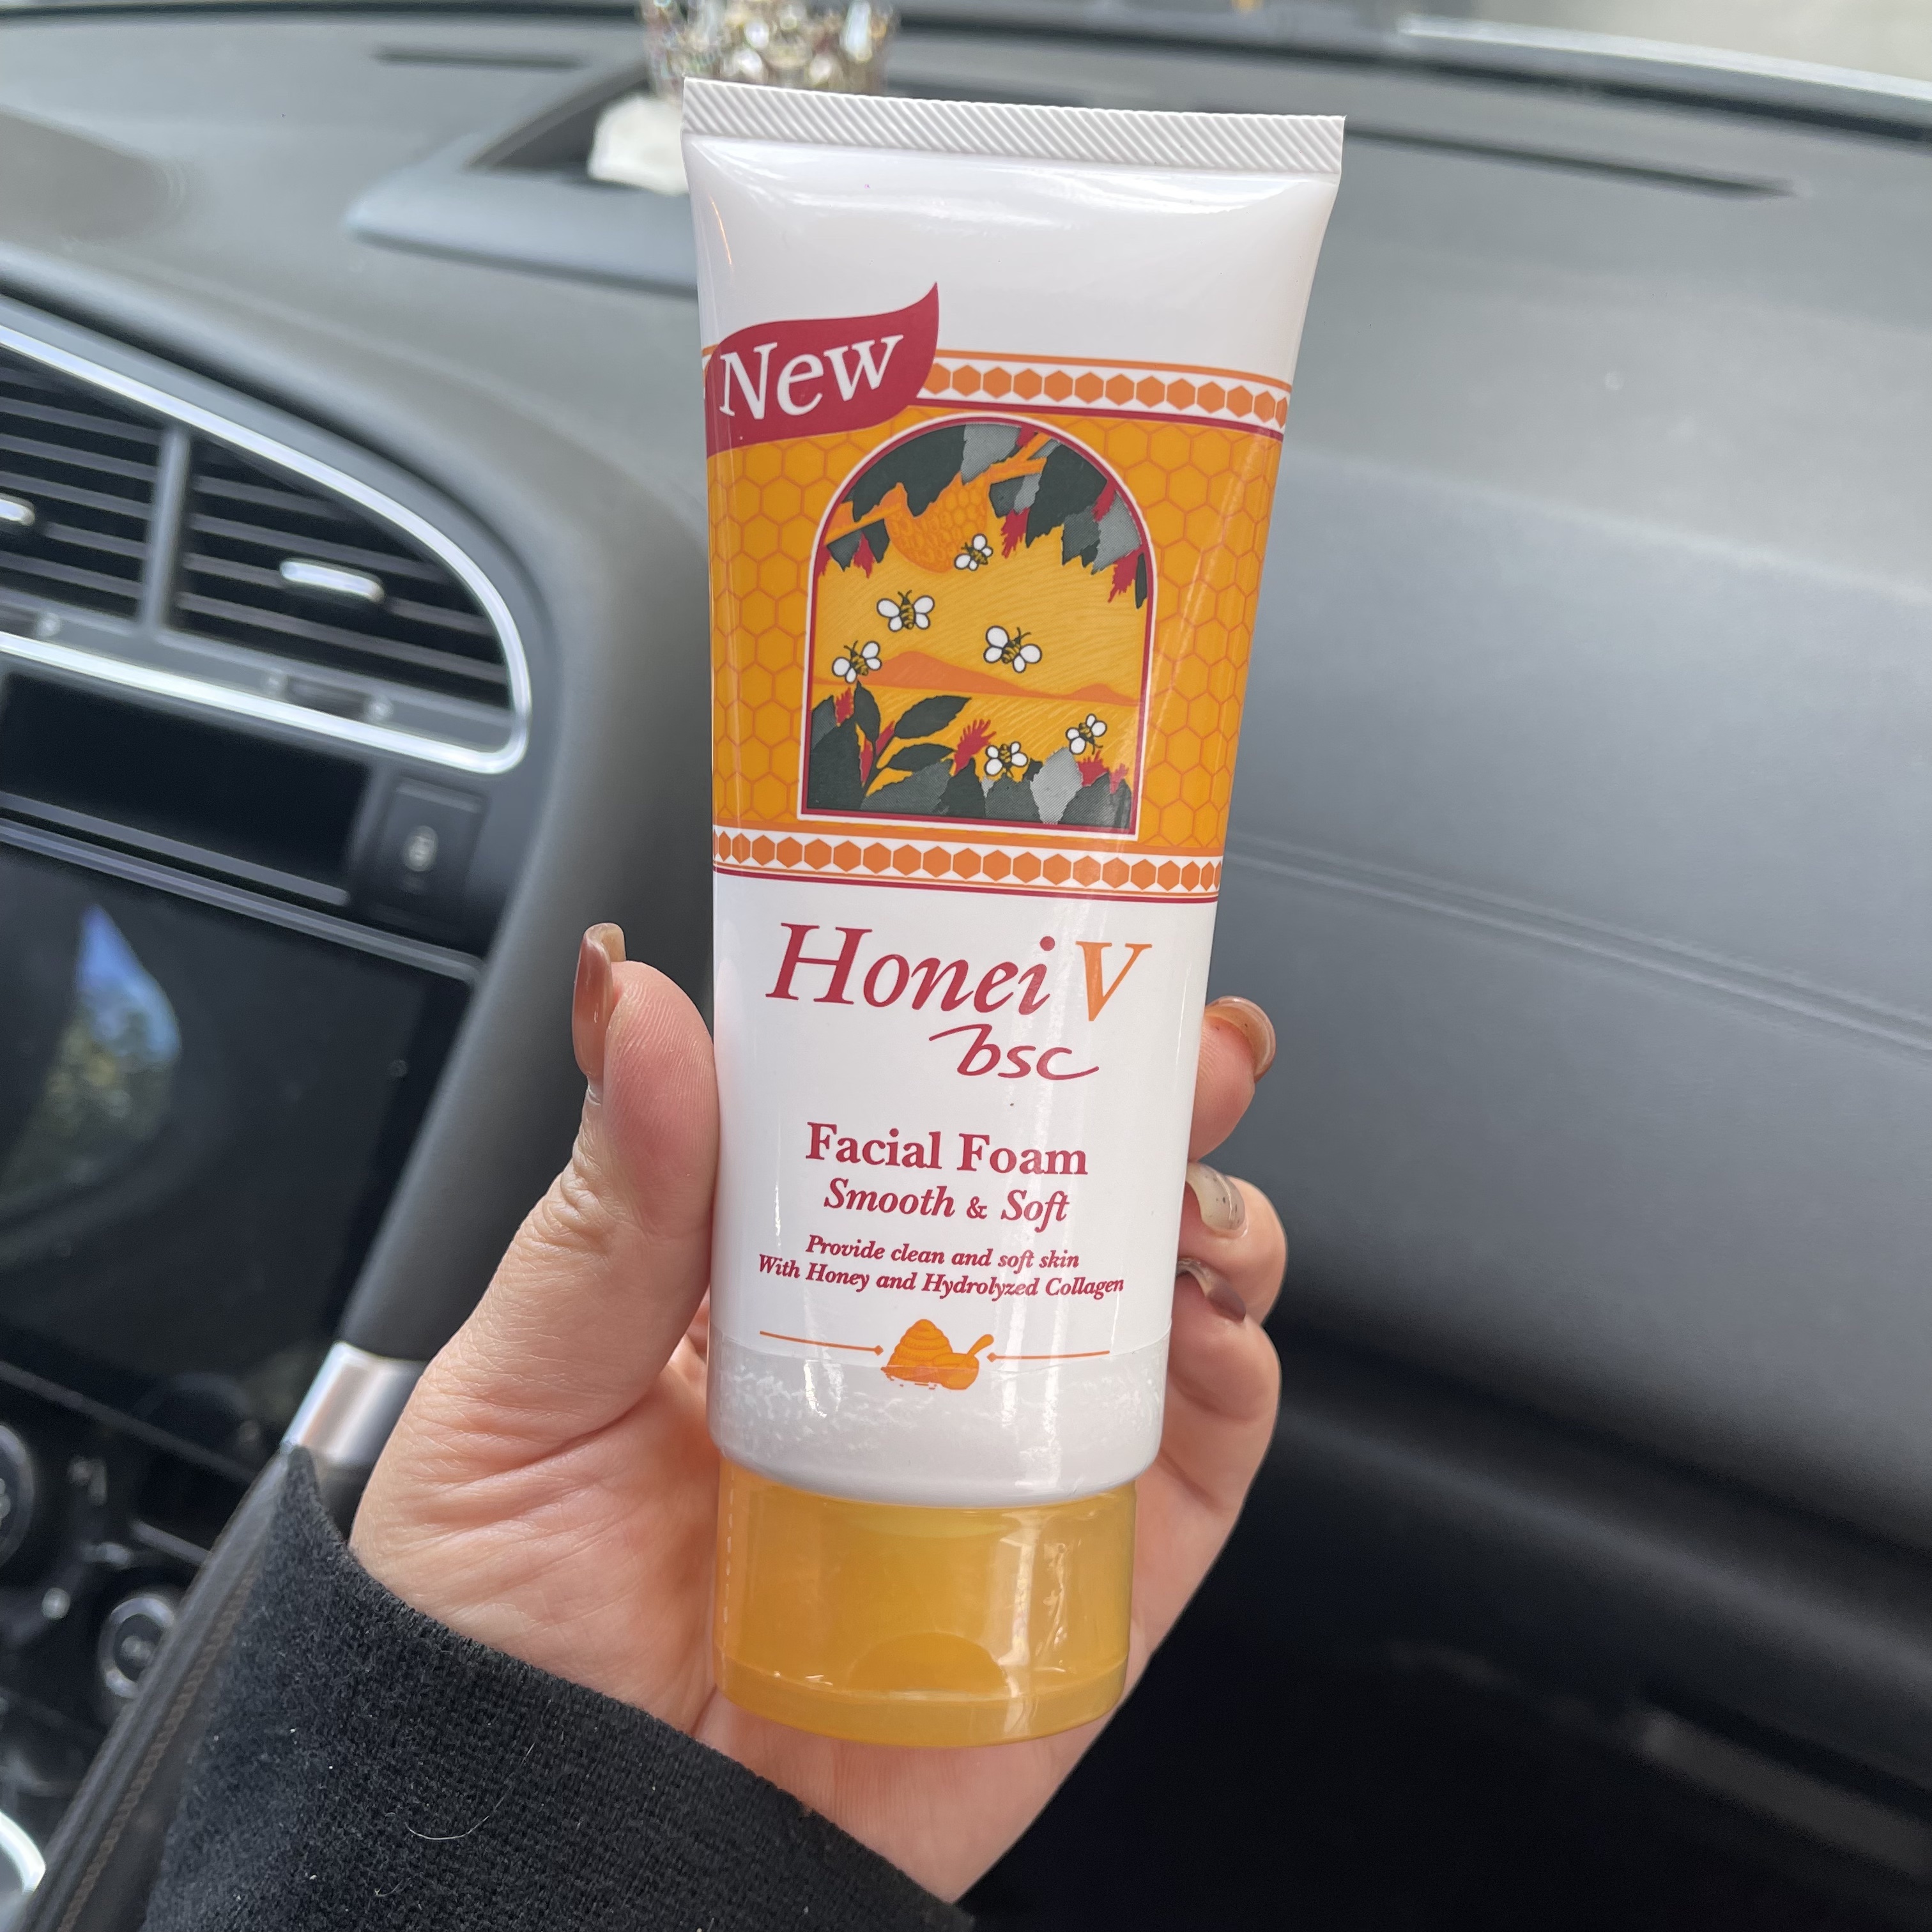 New
Honei V
bsc
Facial Foam
Smooth & Soft
Provide clean and soft skin
With Honey and Hydrolyzed Collagen